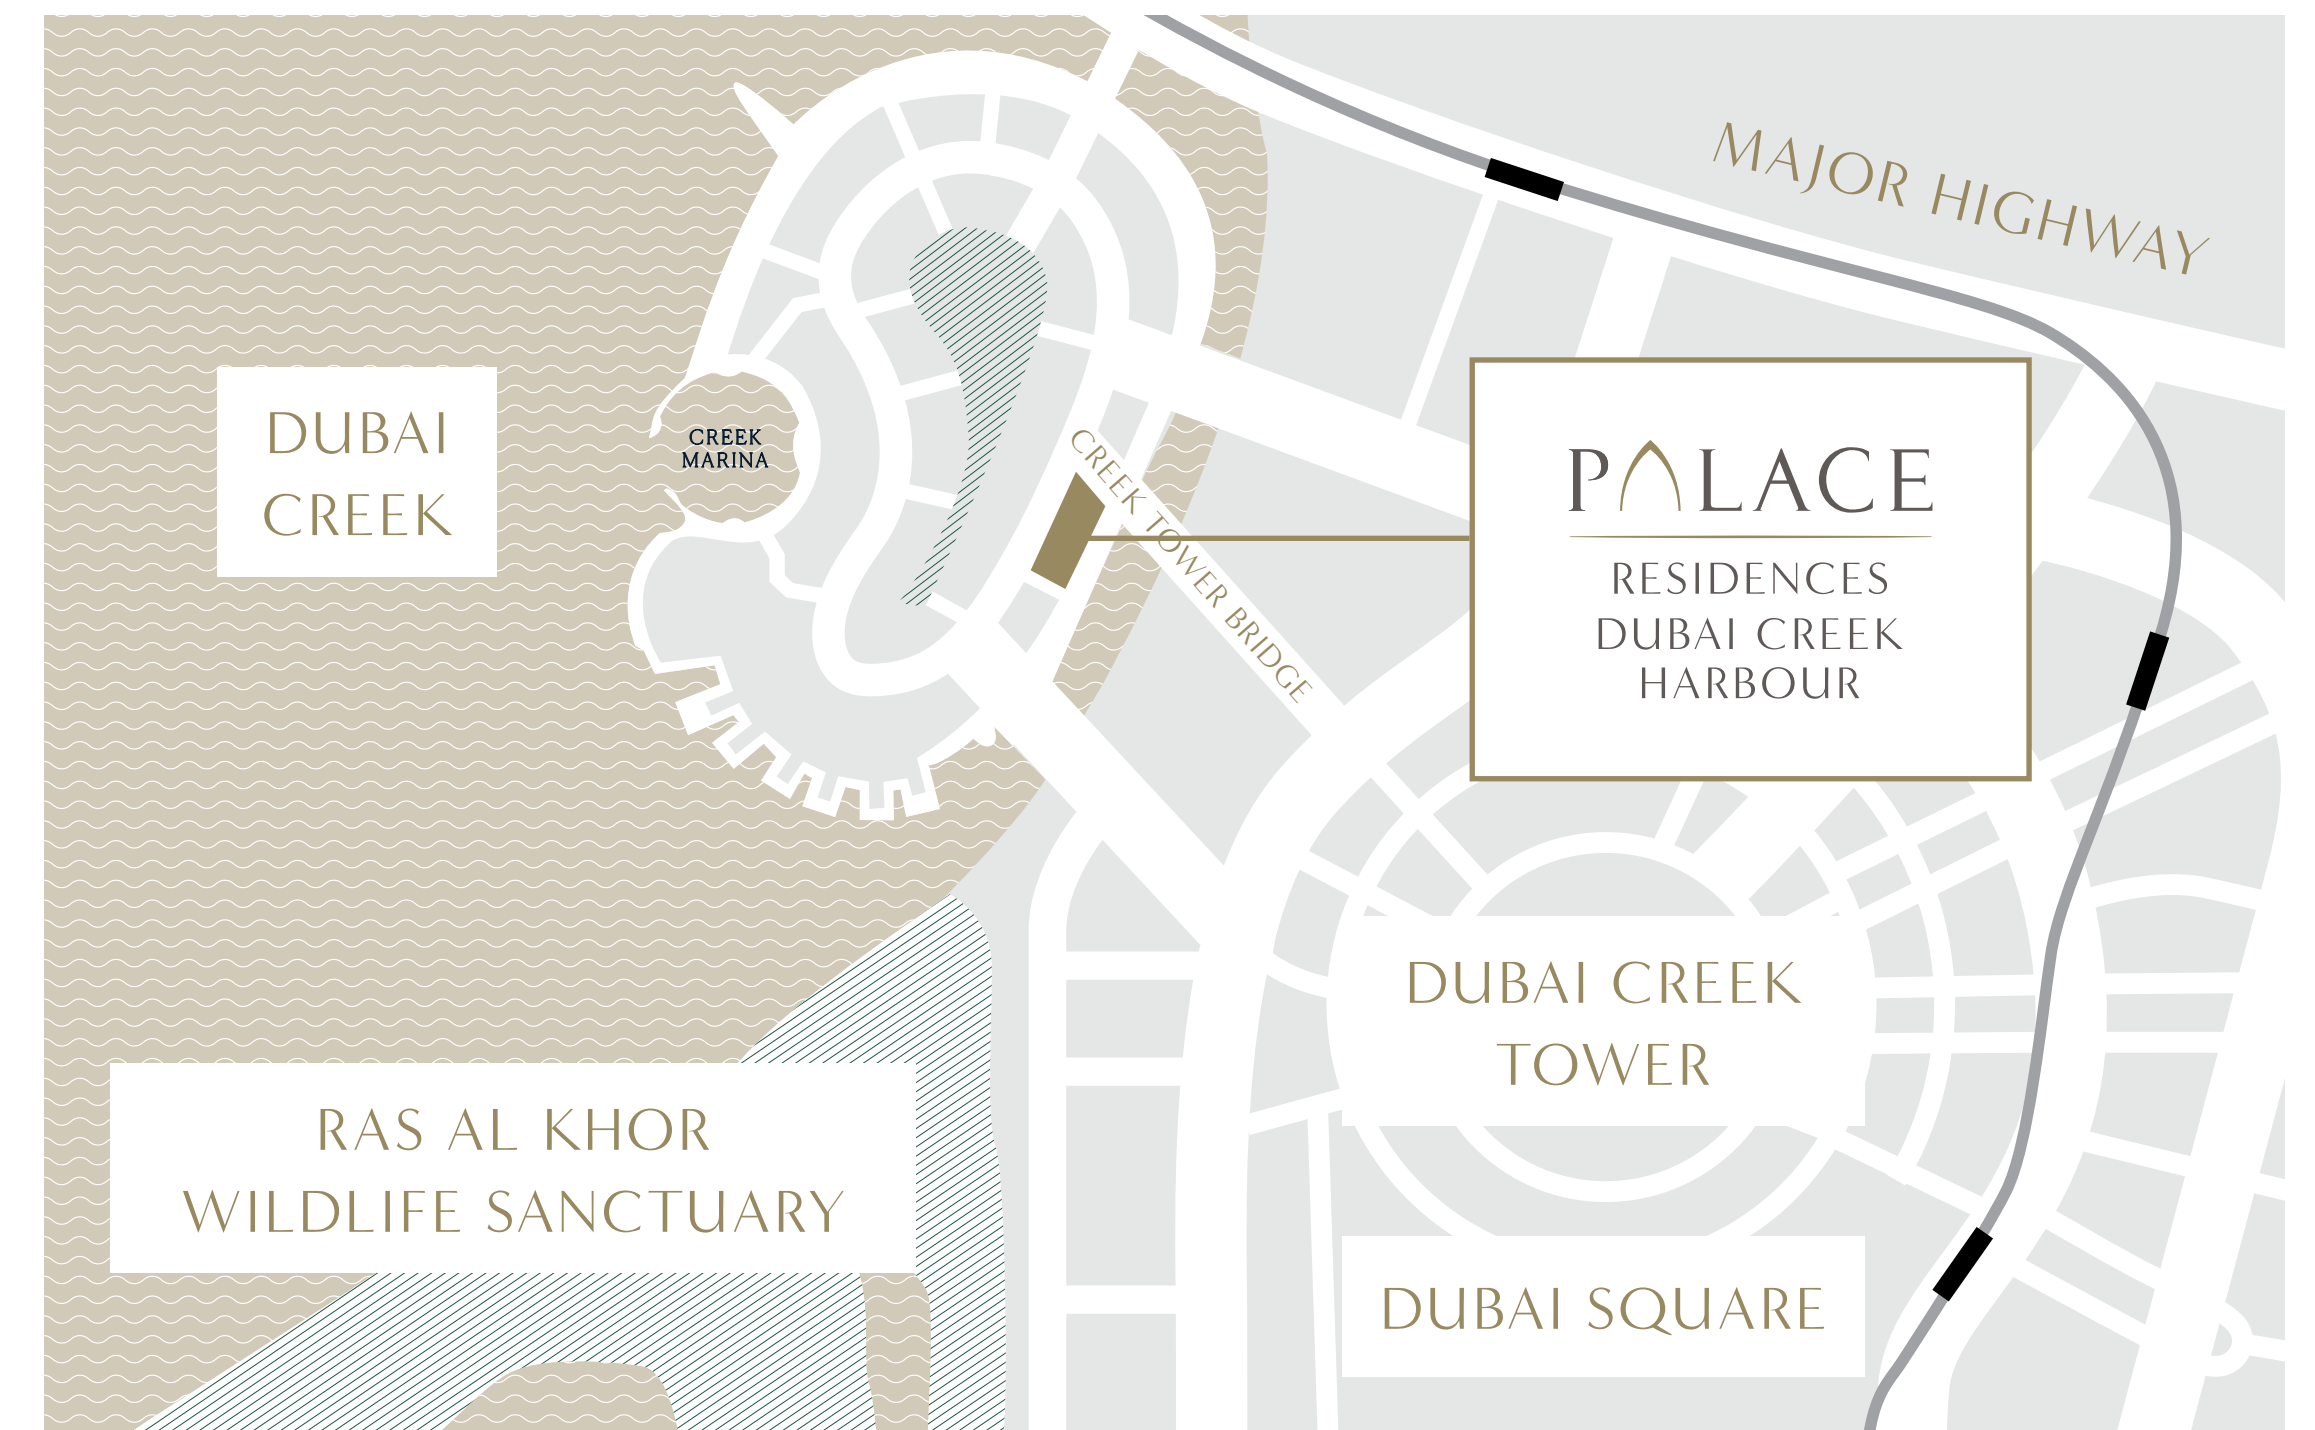 MAJOR HIGHWAY
DUBAI
CREEK
CREEK
MARINA
CREEK TOWER BRIDGE
PALACE
RESIDENCES
DUBAI CREEK
HARBOUR
DUBAI CREEK
TOWER
RAS AL KHOR
WILDLIFE SANCTUARY
DUBAI SQUARE